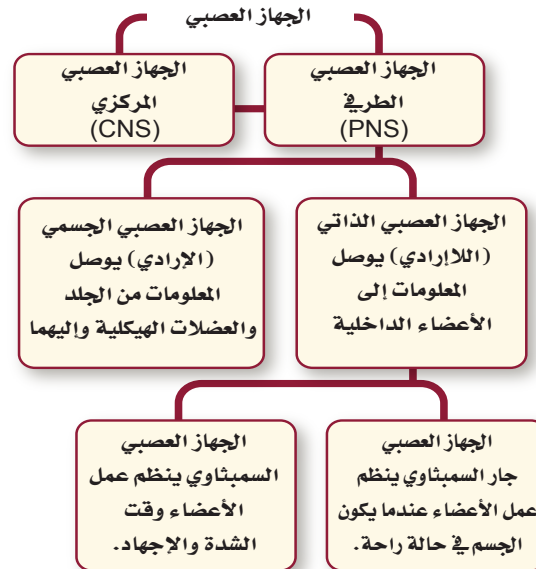 الجهاز العصبي
الجهاز العصبي
الطرفي
(PNS)
الجهاز العصبي
المركزي
(CNS)
الجهاز العصبي الذاتي
(اللاإرادي) يوصل
المعلومات إلى
الأعضاء الداخلية
الجهاز العصبي الجسمي
(الإرادي) يوصل
المعلومات من الجلد
والعضلات الهيكلية وإليهما
الجهاز العصبي
جار السمبثاوي ينظم
عمل الأعضاء عندما يكون
الجسم في حالة راحة.
الجهاز العصبي
السمبثاوي ينظم عمل
الأعضاء وقت
الشدة والإجهاد.